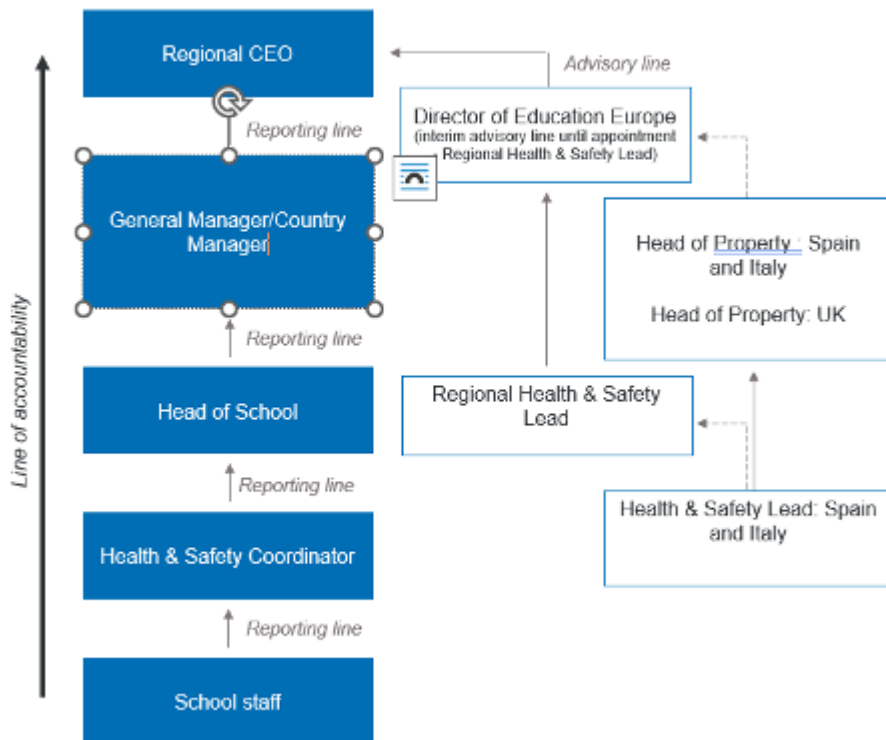 Regional CEO
Advisory line
Reporting line
Director of Education Europe
(interim advisory line until appointment
Regional Health & Safety Lead)
General Manager/Country
Manager
Head of Property : Spain
and Italy
Head of Property: UK
Reporting line
Line of accountability
Head of School
Regional Health & Safety
Lead
Reporting line
Health & Safety Lead: Spain
and Italy
Health & Safety Coordinator
Reporting line
School staff